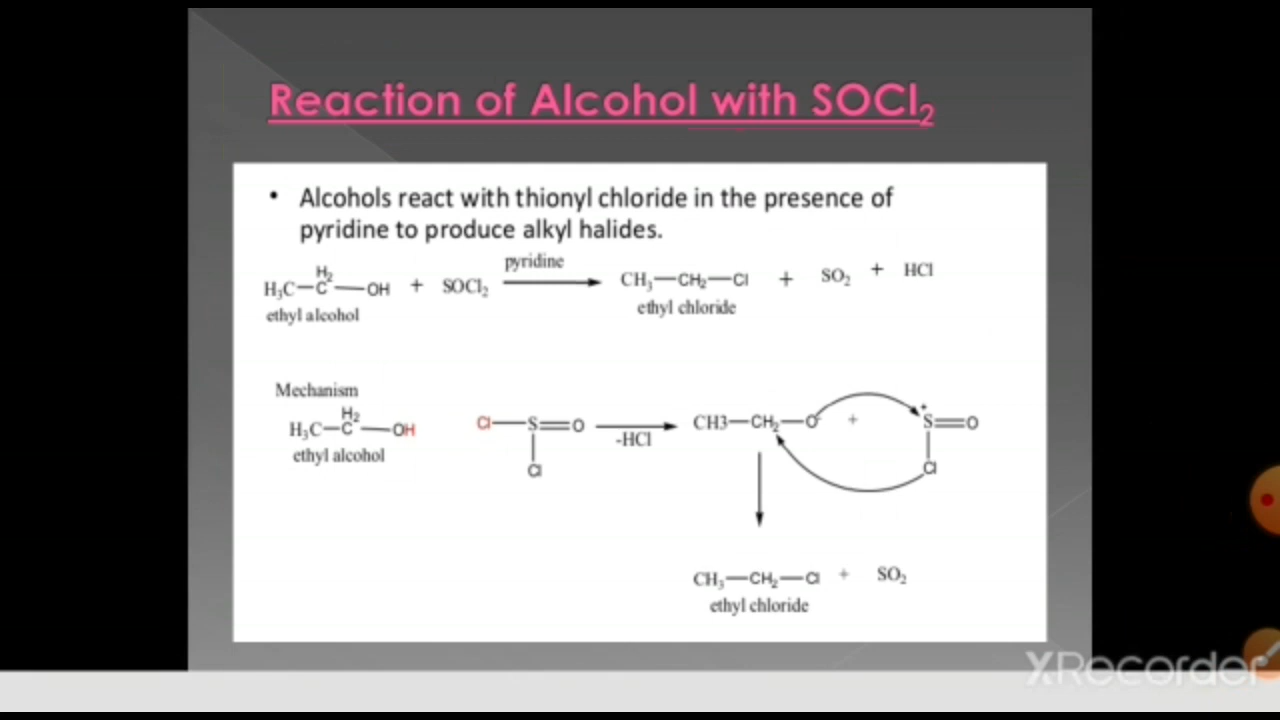 Reaction of Alcohol with SOCl₂
• Alcohols react with thionyl chloride in the presence of
pyridine to produce alkyl halides.
H₃C—CH₂—OH + SOCl₂ pyridine CH₃—CH₂—Cl + SO₂ + HCl
ethyl alcohol ethyl chloride
Mechanism
H₃C—CH₂—OH Cl—S=O -HCl CH3—CH₂—O⁻ + ⁺S=O
Cl Cl
ethyl alcohol
CH₃—CH₂—Cl + SO₂
ethyl chloride
XRecorder